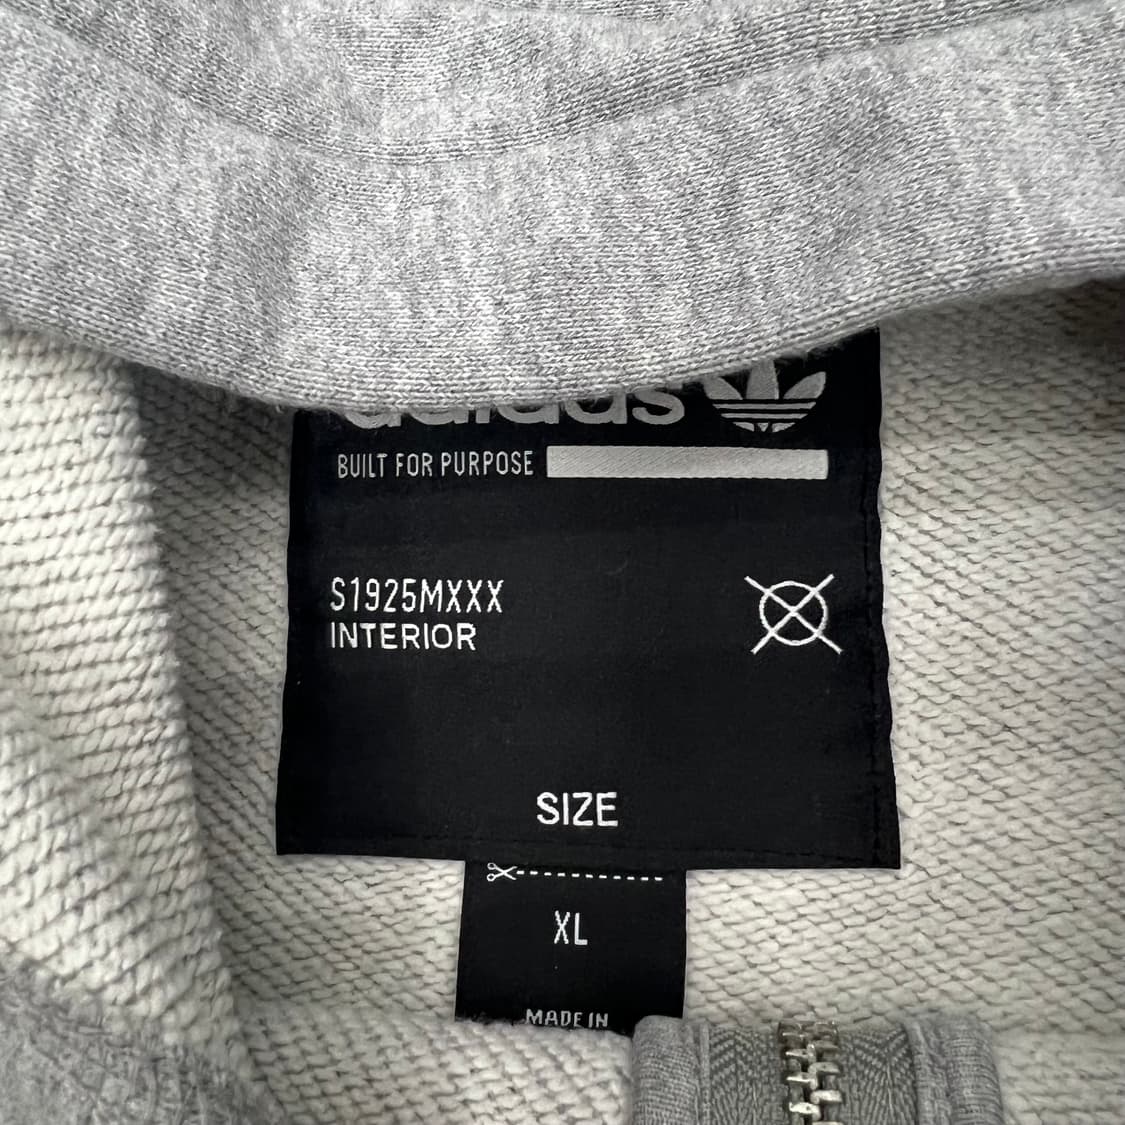 adidas
BUILT FOR PURPOSE
S1925MXXX
INTERIOR
SIZE
XL
MADE IN